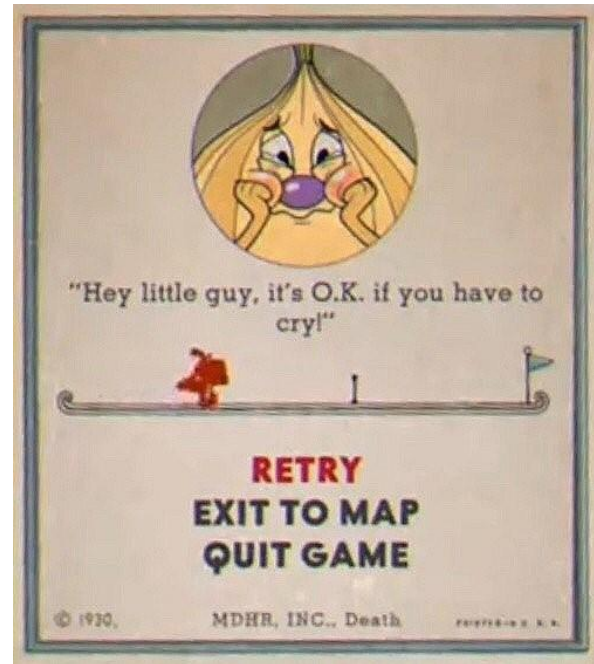 "Hey little guy, it's O.K. if you have to
cry!"
RETRY
EXIT TO MAP
QUIT GAME
© 1930, MDHR, INC., Death